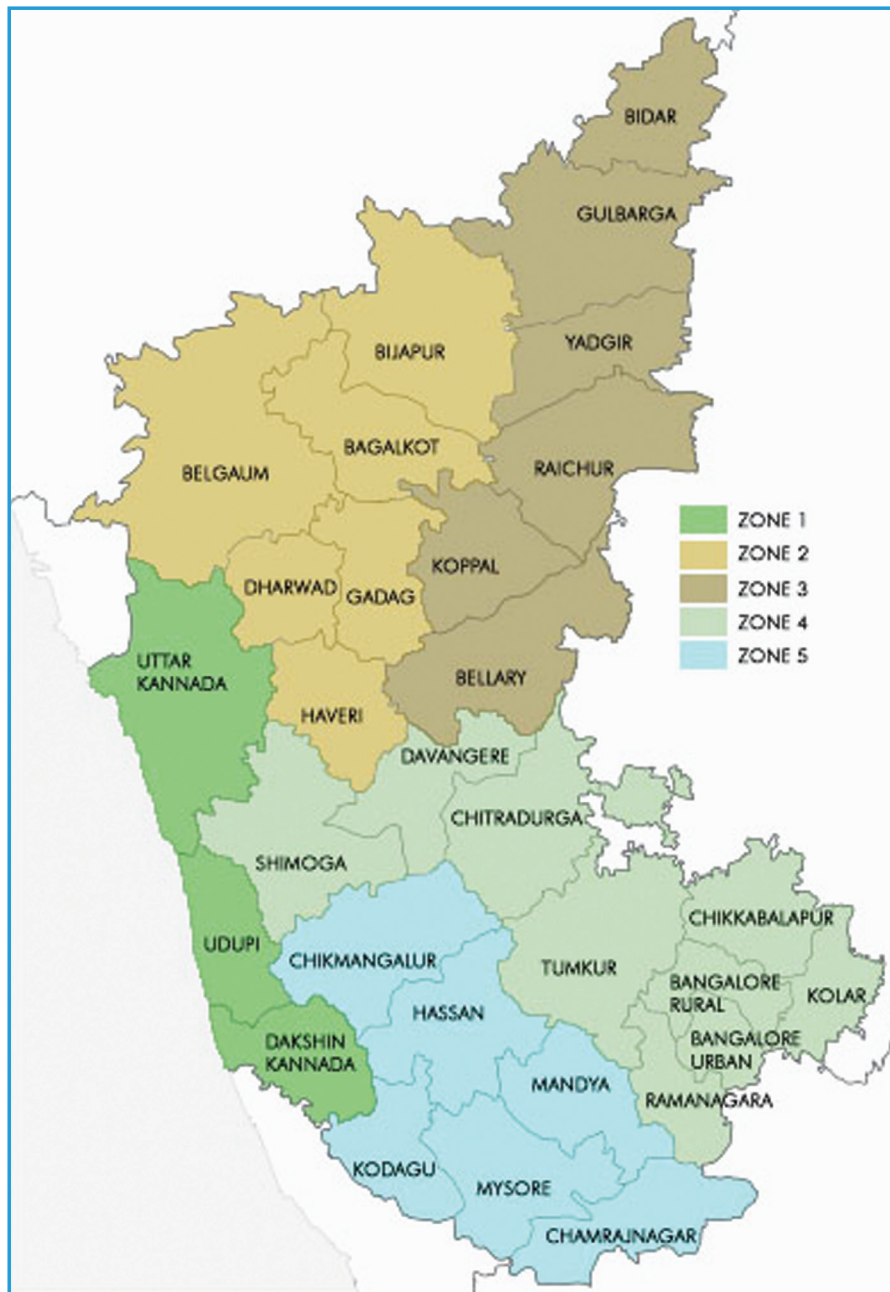 BIDAR
GULBARGA
YADGIR
BIJAPUR
BAGALKOT
BELGAUM
RAICHUR
ZONE 1
ZONE 2
ZONE 3
ZONE 4
ZONE 5
KOPPAL
DHARWAD
GADAG
UTTAR
KANNADA
BELLARY
HAVERI
DAVANGERE
CHITRADURGA
SHIMOGA
CHIKKABALAPUR
UDUPI
CHIKMANGALUR
TUMKUR
BANGALORE
RURAL
KOLAR
HASSAN
DAKSHIN
KANNADA
BANGALORE
URBAN
MANDYA
RAMANAGARA
KODAGU
MYSORE
CHAMRAJNAGAR